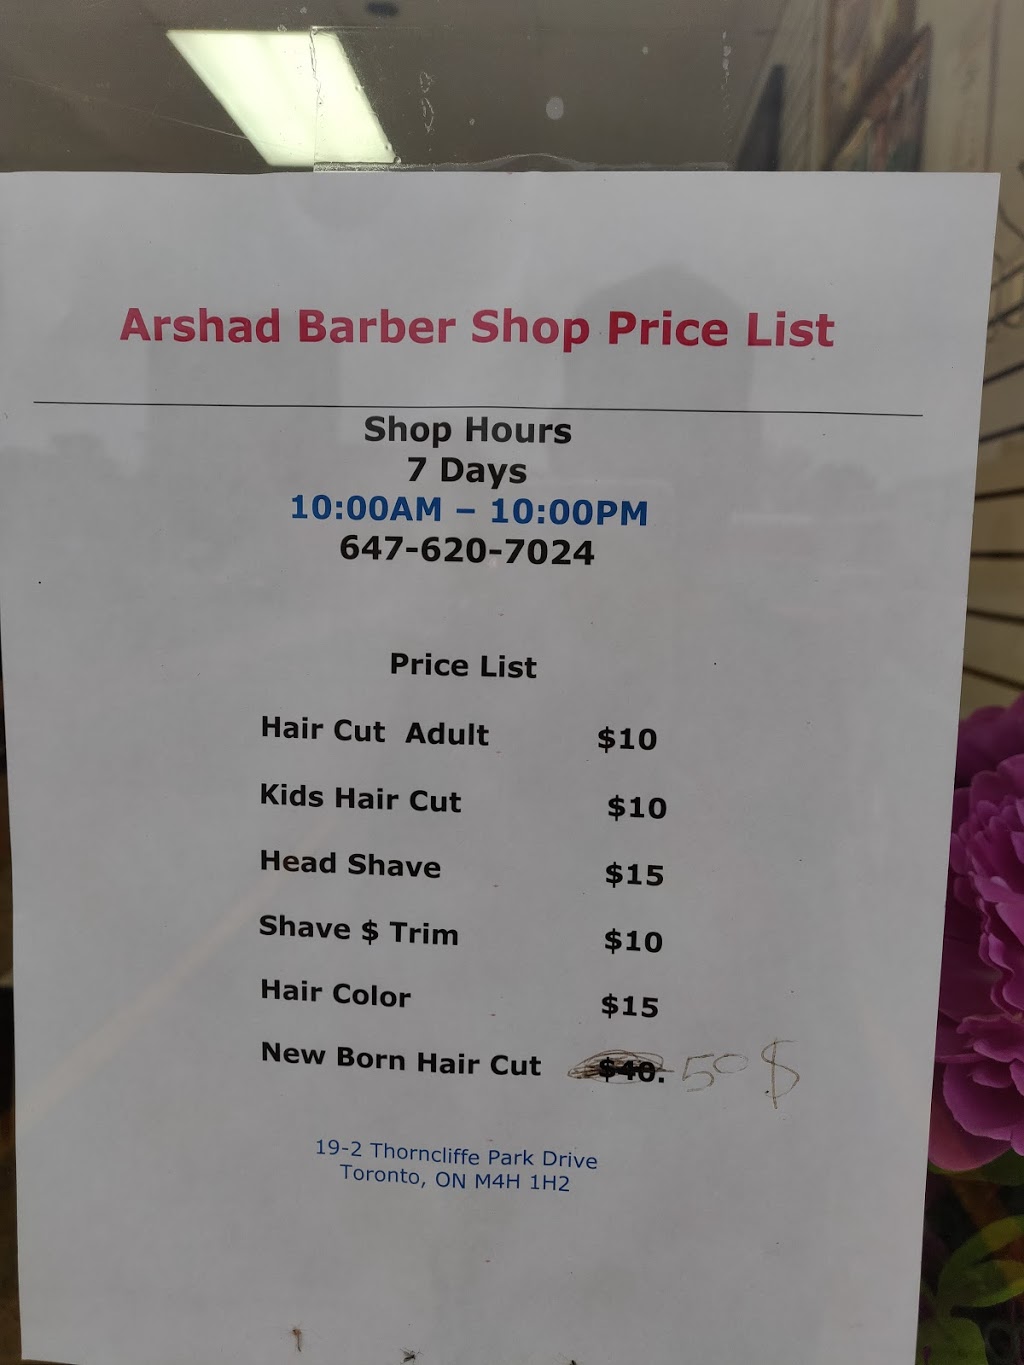 Arshad Barber Shop Price List
Shop Hours
7 Days
10:00AM – 10:00PM
647-620-7024
Price List
Hair Cut Adult $10
Kids Hair Cut $10
Head Shave $15
Shave $ Trim $10
Hair Color $15
New Born Hair Cut $40. 50 $
19-2 Thorncliffe Park Drive
Toronto, ON M4H 1H2